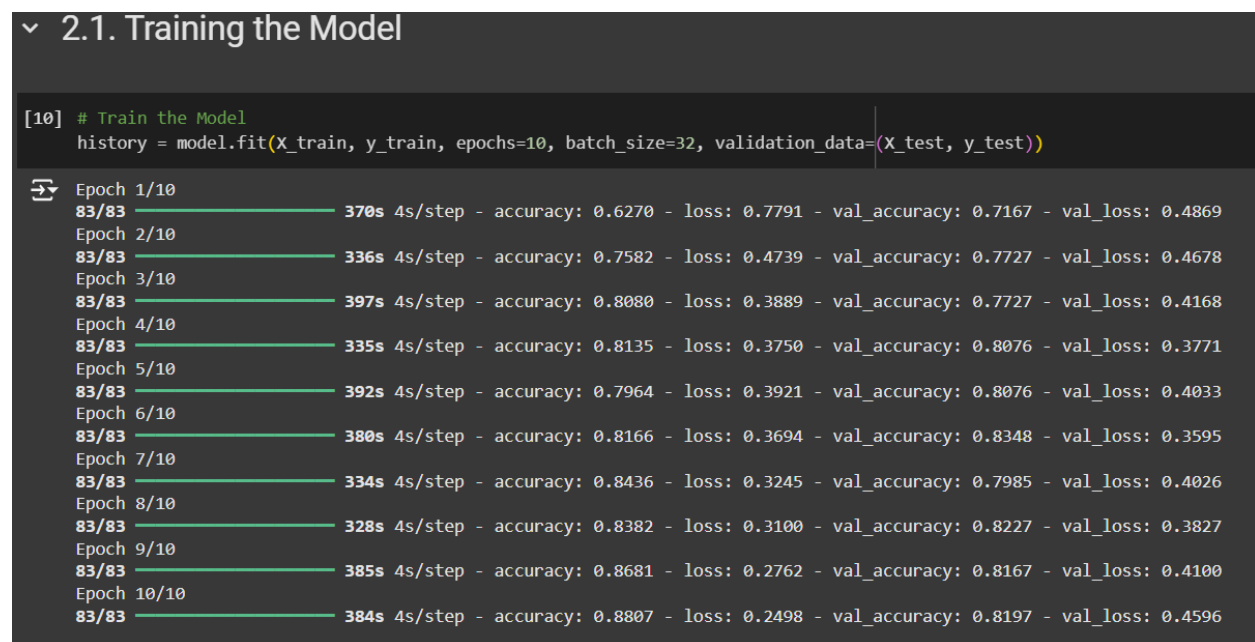 2.1. Training the Model
[10] # Train the Model
history = model.fit(X_train, y_train, epochs=10, batch_size=32, validation_data=(X_test, y_test))
Epoch 1/10
83/83 370s 4s/step - accuracy: 0.6270 - loss: 0.7791 - val_accuracy: 0.7167 - val_loss: 0.4869
Epoch 2/10
83/83 336s 4s/step - accuracy: 0.7582 - loss: 0.4739 - val_accuracy: 0.7727 - val_loss: 0.4678
Epoch 3/10
83/83 397s 4s/step - accuracy: 0.8080 - loss: 0.3889 - val_accuracy: 0.7727 - val_loss: 0.4168
Epoch 4/10
83/83 335s 4s/step - accuracy: 0.8135 - loss: 0.3750 - val_accuracy: 0.8076 - val_loss: 0.3771
Epoch 5/10
83/83 392s 4s/step - accuracy: 0.7964 - loss: 0.3921 - val_accuracy: 0.8076 - val_loss: 0.4033
Epoch 6/10
83/83 380s 4s/step - accuracy: 0.8166 - loss: 0.3694 - val_accuracy: 0.8348 - val_loss: 0.3595
Epoch 7/10
83/83 334s 4s/step - accuracy: 0.8436 - loss: 0.3245 - val_accuracy: 0.7985 - val_loss: 0.4026
Epoch 8/10
83/83 328s 4s/step - accuracy: 0.8382 - loss: 0.3100 - val_accuracy: 0.8227 - val_loss: 0.3827
Epoch 9/10
83/83 385s 4s/step - accuracy: 0.8681 - loss: 0.2762 - val_accuracy: 0.8167 - val_loss: 0.4100
Epoch 10/10
83/83 384s 4s/step - accuracy: 0.8807 - loss: 0.2498 - val_accuracy: 0.8197 - val_loss: 0.4596